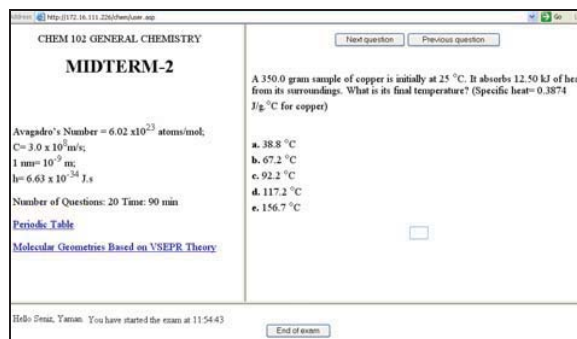 Address http://172.16.111.226/chem/user.asp Go
CHEM 102 GENERAL CHEMISTRY
MIDTERM-2
Avagadro's Number = 6.02 x10²³ atoms/mol;
C= 3.0 x 10⁸m/s;
1 nm= 10⁻⁹ m;
h= 6.63 x 10⁻³⁴ J.s
Number of Questions: 20 Time: 90 min
Periodic Table
Molecular Geometries Based on VSEPR Theory
Next question Previous question
A 350.0 gram sample of copper is initially at 25 °C. It absorbs 12.50 kJ of hea
from its surroundings. What is its final temperature? (Specific heat= 0.3874
J/g.°C for copper)
a. 38.8 °C
b. 67.2 °C
c. 92.2 °C
d. 117.2 °C
e. 156.7 °C
Hello Seniz, Yaman. You have started the exam at 11:54:43
End of exam